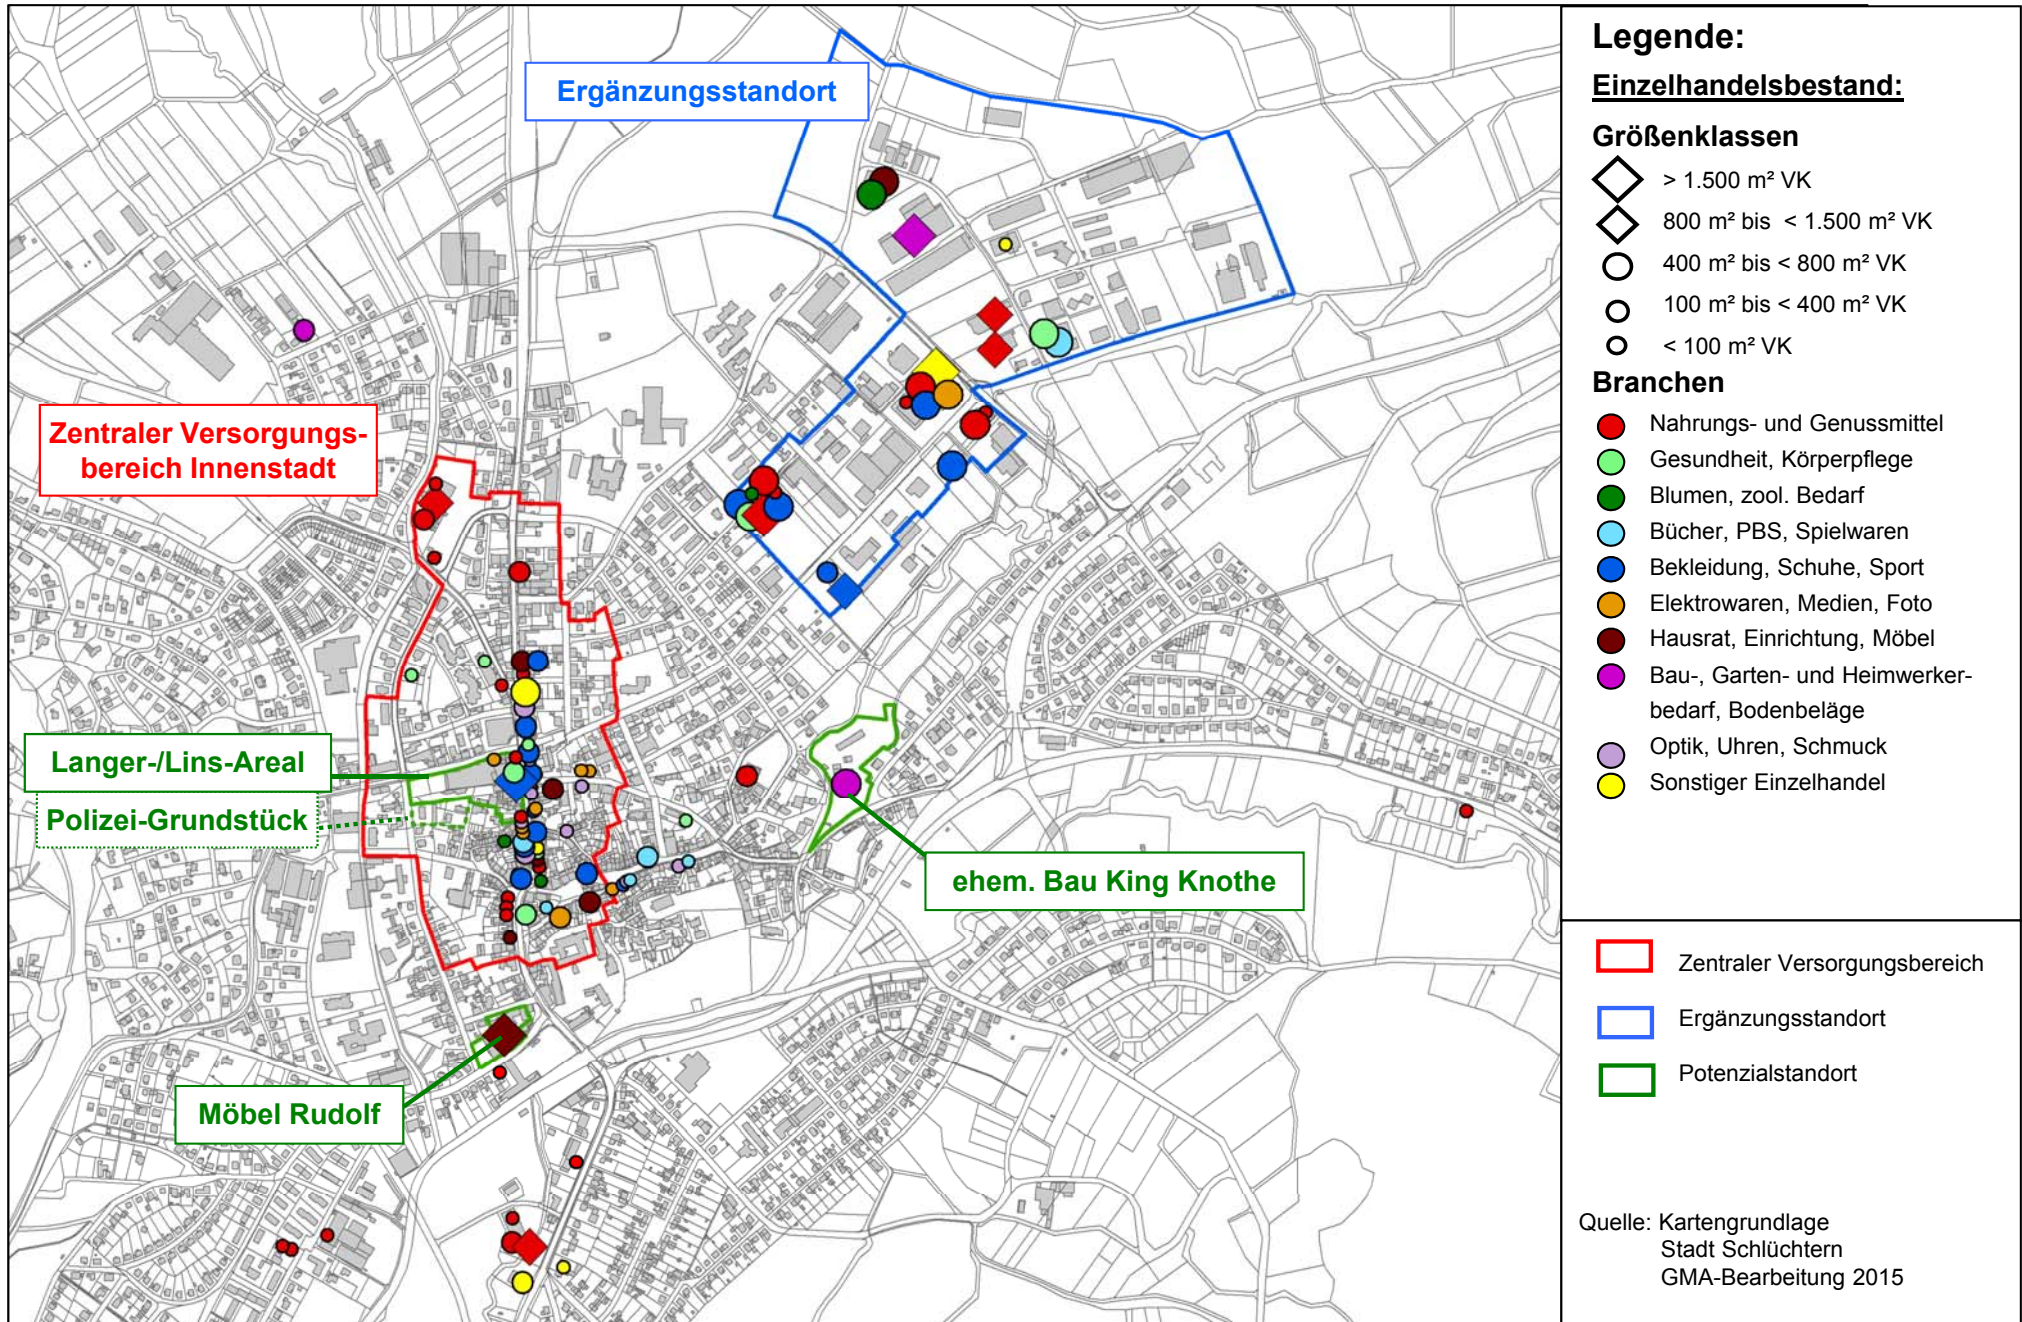 Ergänzungsstandort
Zentraler Versorgungs-
bereich Innenstadt
Langer-/Lins-Areal
Polizei-Grundstück
ehem. Bau King Knothe
Möbel Rudolf
Legende:
Einzelhandelsbestand:
Größenklassen
> 1.500 m² VK
800 m² bis < 1.500 m² VK
400 m² bis < 800 m² VK
100 m² bis < 400 m² VK
< 100 m² VK
Branchen
Nahrungs- und Genussmittel
Gesundheit, Körperpflege
Blumen, zool. Bedarf
Bücher, PBS, Spielwaren
Bekleidung, Schuhe, Sport
Elektrowaren, Medien, Foto
Hausrat, Einrichtung, Möbel
Bau-, Garten- und Heimwerker-
bedarf, Bodenbeläge
Optik, Uhren, Schmuck
Sonstiger Einzelhandel
Zentraler Versorgungsbereich
Ergänzungsstandort
Potenzialstandort
Quelle: Kartengrundlage
Stadt Schlüchtern
GMA-Bearbeitung 2015